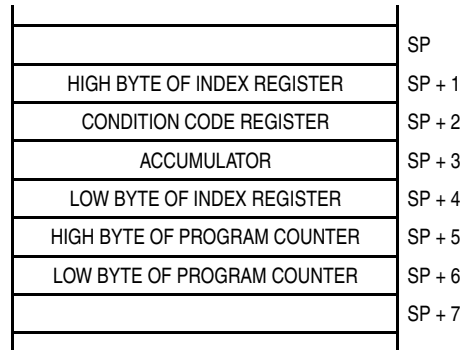 SP
HIGH BYTE OF INDEX REGISTER SP + 1
CONDITION CODE REGISTER SP + 2
ACCUMULATOR SP + 3
LOW BYTE OF INDEX REGISTER SP + 4
HIGH BYTE OF PROGRAM COUNTER SP + 5
LOW BYTE OF PROGRAM COUNTER SP + 6
SP + 7